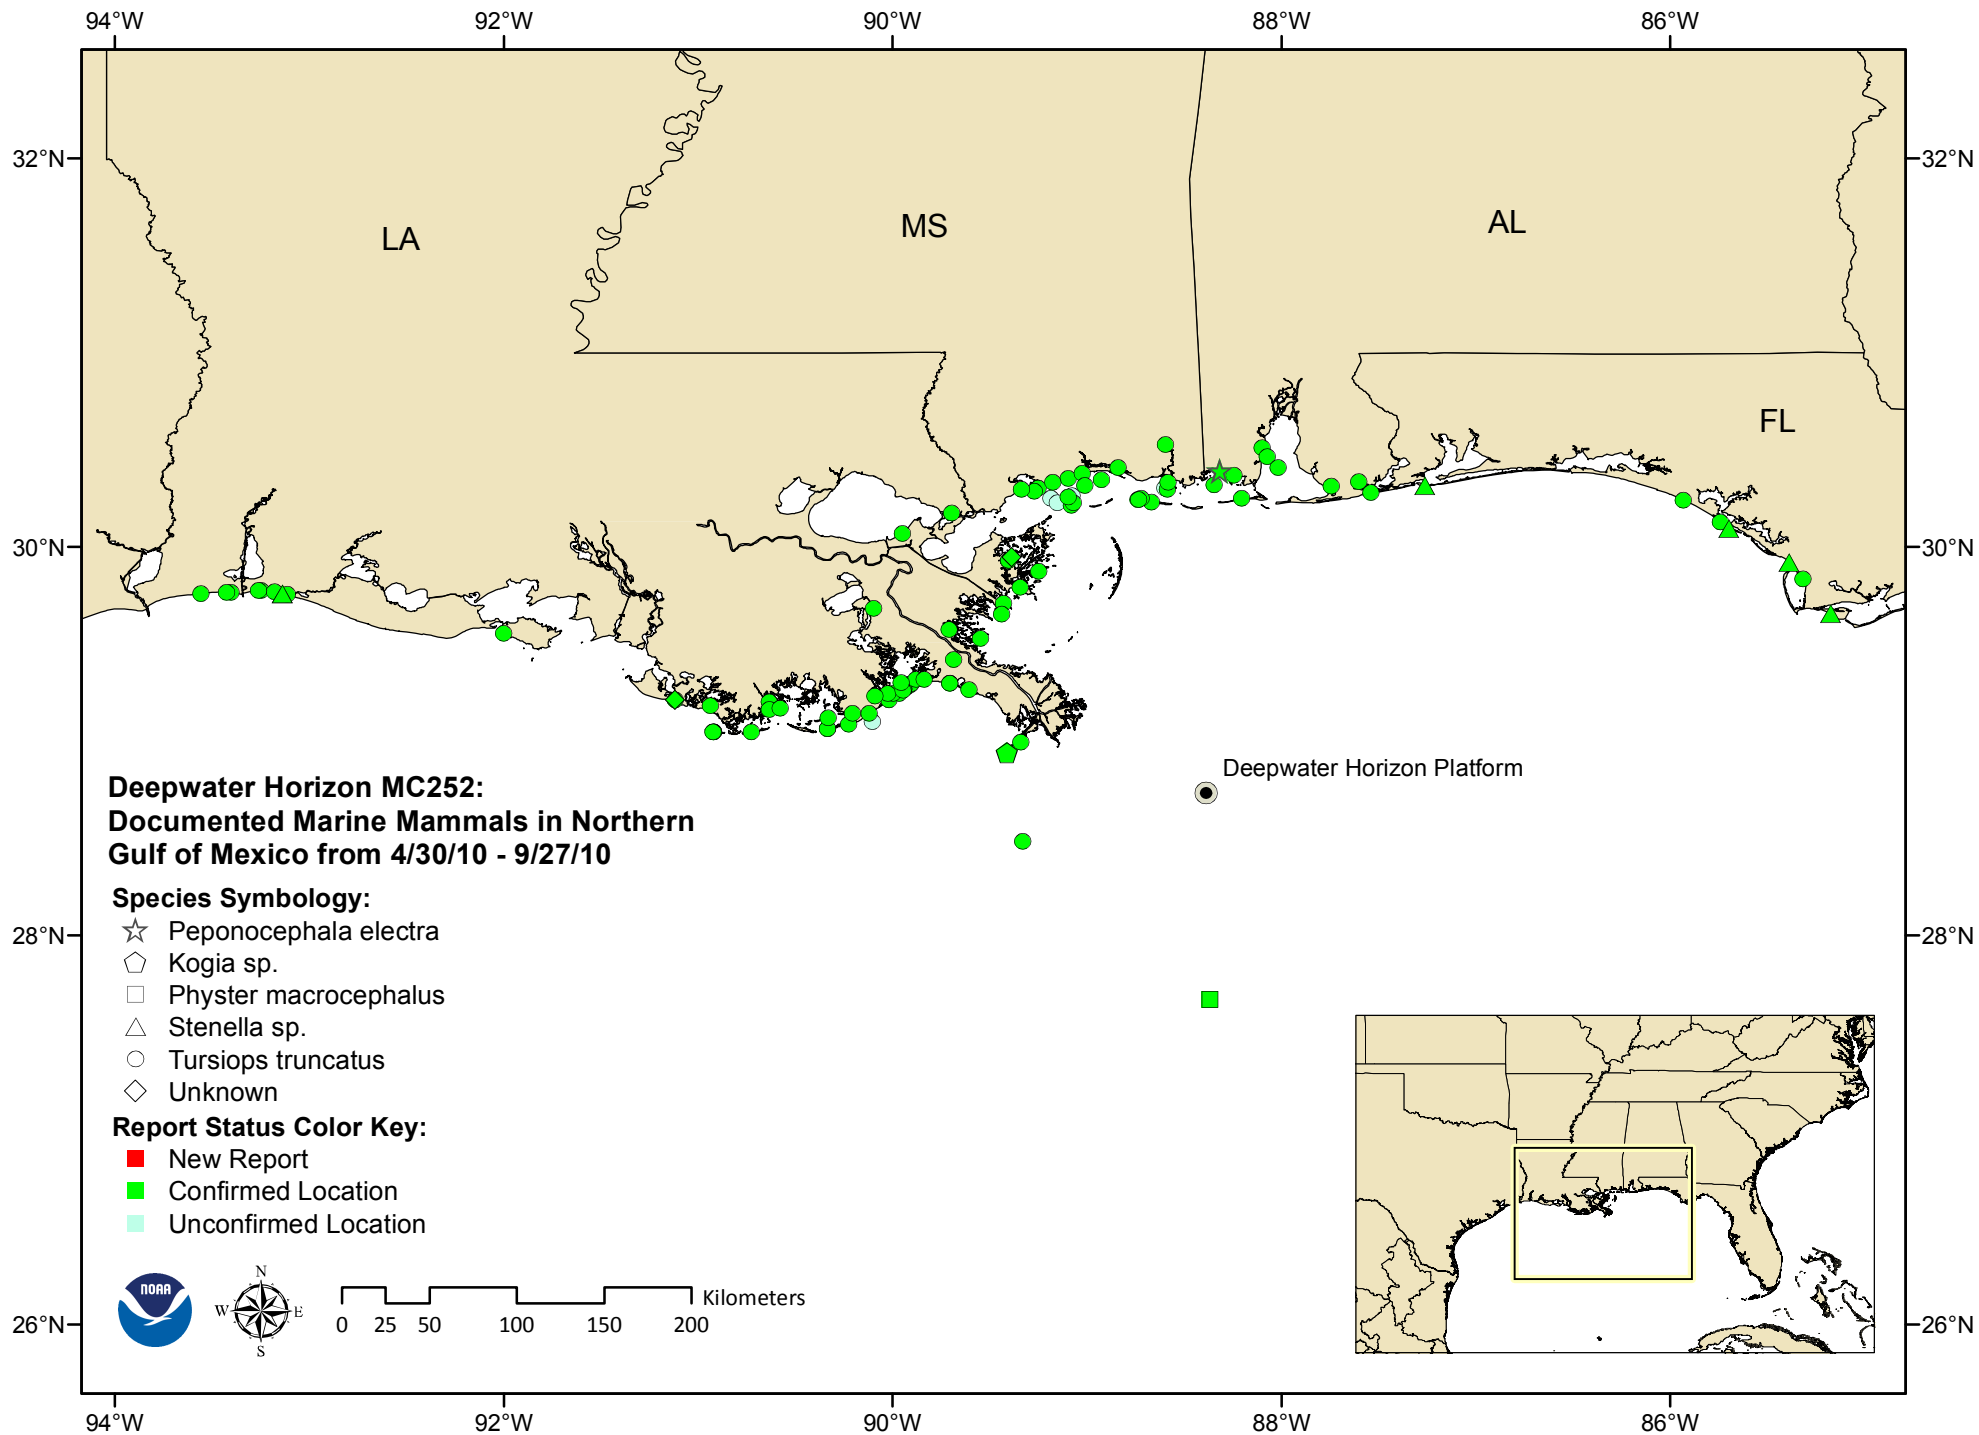 94°W 92°W 90°W 88°W 86°W
32°N 32°N
LA MS AL
FL
30°N 30°N
Deepwater Horizon Platform
Deepwater Horizon MC252:
Documented Marine Mammals in Northern
Gulf of Mexico from 4/30/10 - 9/27/10
Species Symbology:
Peponocephala electra
Kogia sp.
Physter macrocephalus
Stenella sp.
Tursiops truncatus
Unknown
28°N 28°N
Report Status Color Key:
New Report
Confirmed Location
Unconfirmed Location
NOAA
N
W E
S
Kilometers
0 25 50 100 150 200
26°N 26°N
94°W 92°W 90°W 88°W 86°W